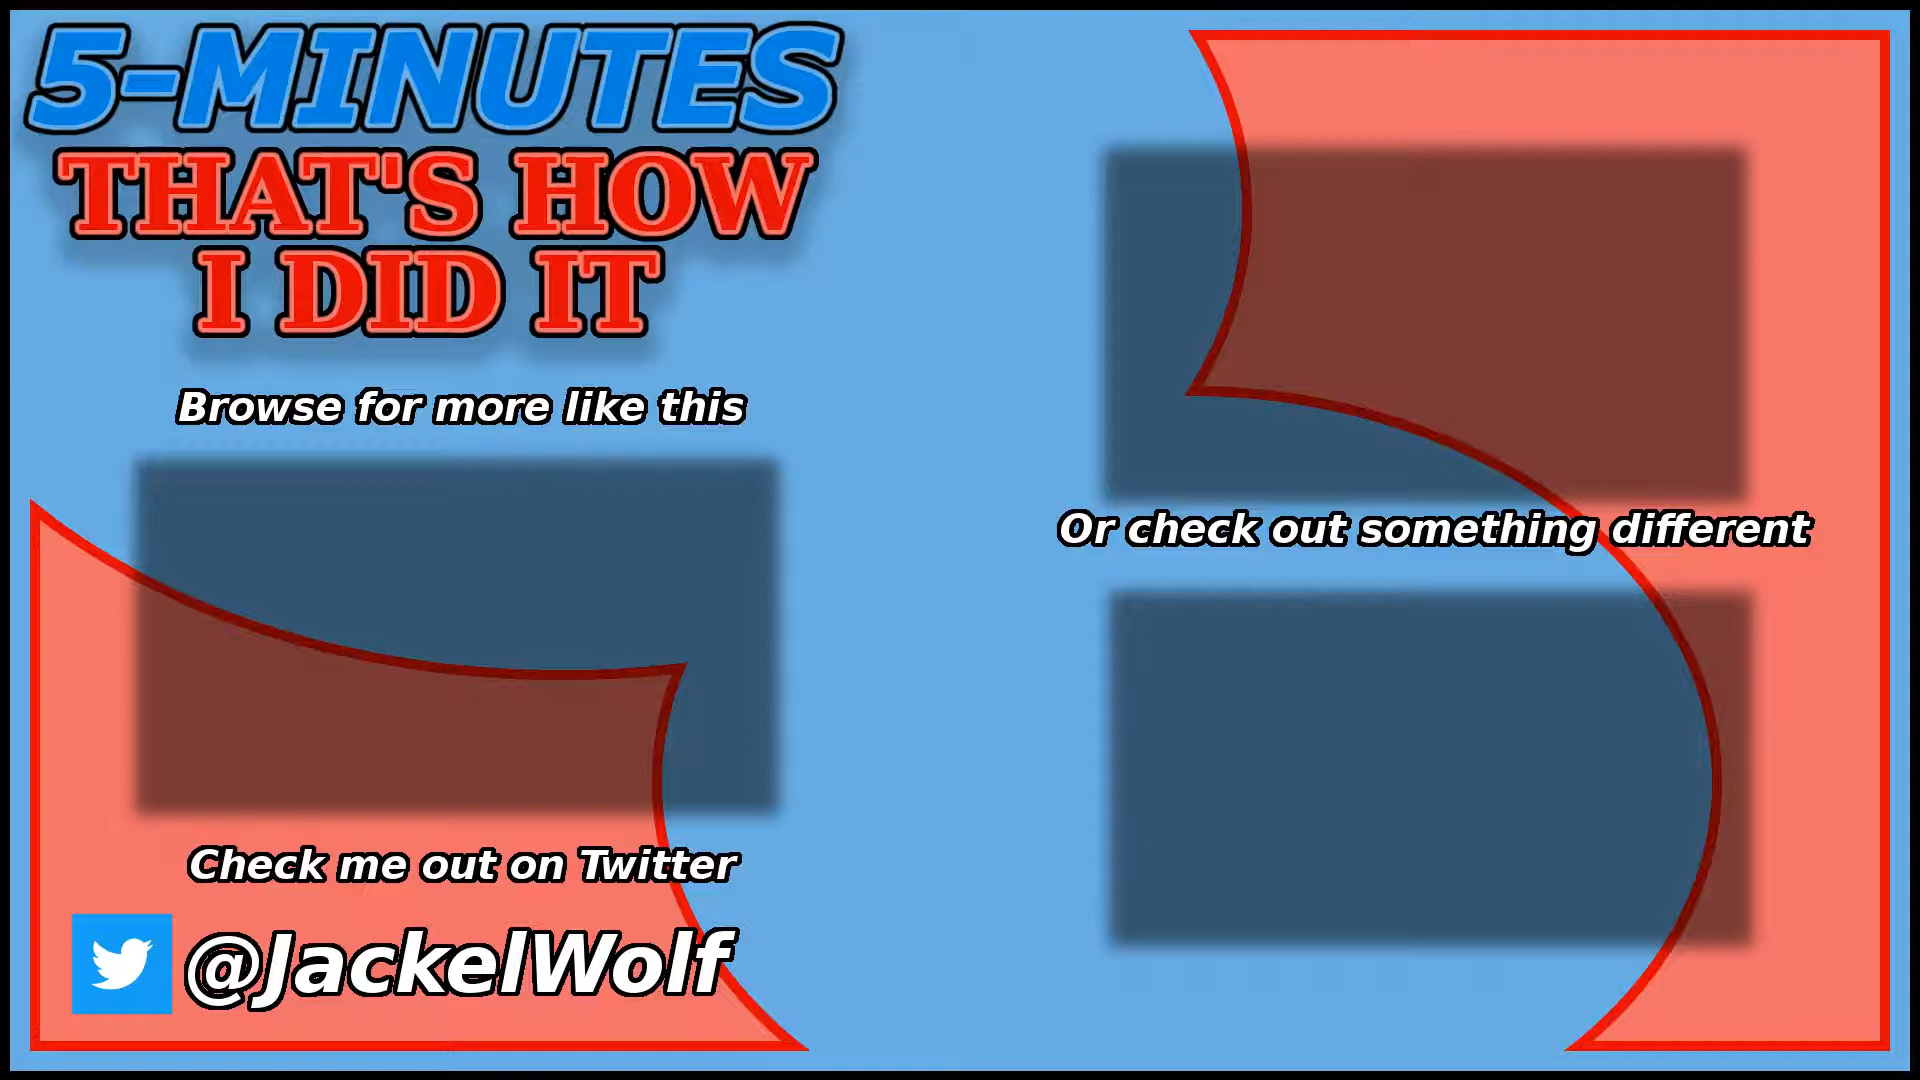 5-MINUTES
THAT'S HOW
I DID IT
Browse for more like this
Or check out something different
Check me out on Twitter
@JackelWolf